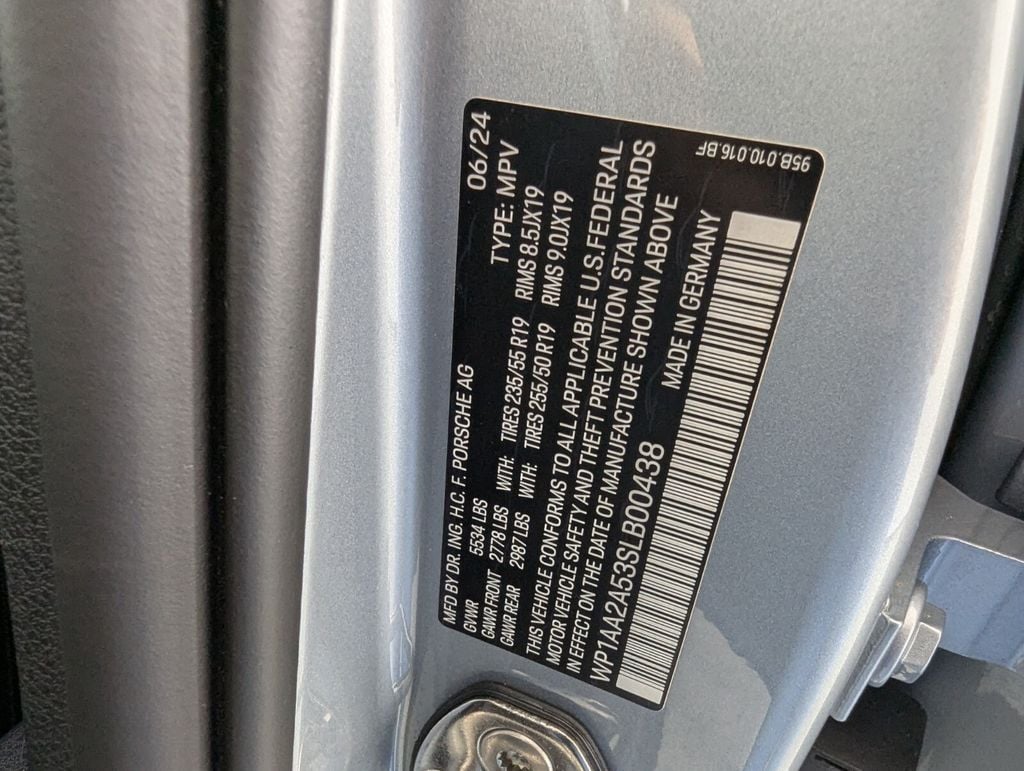 MFD BY DR. ING. H.C. F. PORSCHE AG 06/24
GVWR 5534 LBS TYPE: MPV
GAWR FRONT 2778 LBS WITH: TIRES 235/55 R19 RIMS 8.5JX19
GAWR REAR 2987 LBS WITH: TIRES 255/50 R19 RIMS 9.0JX19
THIS VEHICLE CONFORMS TO ALL APPLICABLE U.S. FEDERAL
MOTOR VEHICLE SAFETY AND THEFT PREVENTION STANDARDS
IN EFFECT ON THE DATE OF MANUFACTURE SHOWN ABOVE
WP1AA2A53SLB00438 MADE IN GERMANY
95B.010.016.BF